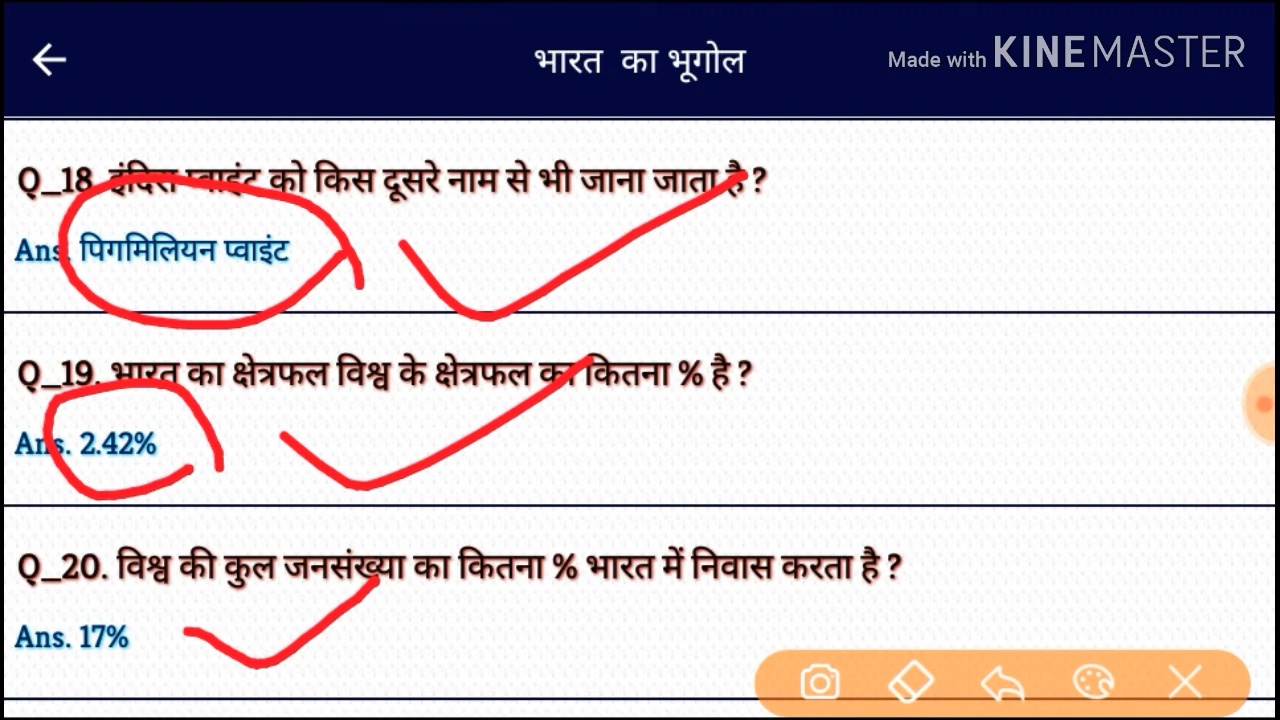 भारत का भूगोल
Made with KINEMASTER
Q_18. इंदिरा प्वाइंट को किस दूसरे नाम से भी जाना जाता है ?
Ans. पिगमिलियन प्वाइंट
Q_19. भारत का क्षेत्रफल विश्व के क्षेत्रफल का कितना % है ?
Ans. 2.42%
Q_20. विश्व की कुल जनसंख्या का कितना % भारत में निवास करता है ?
Ans. 17%